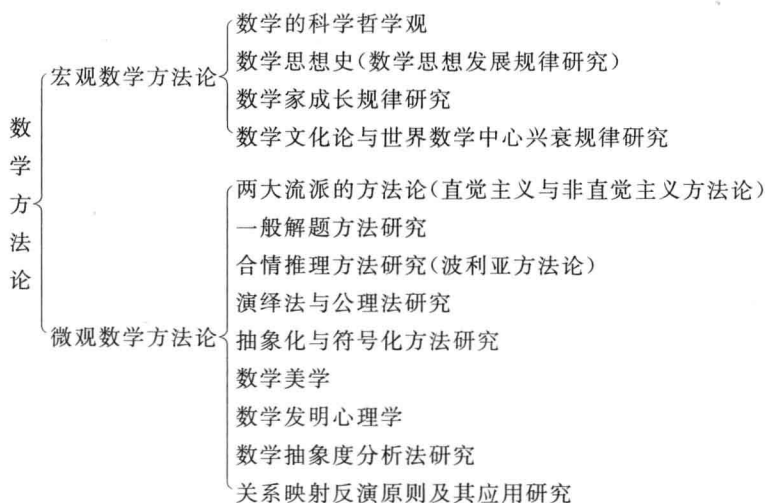 数学方法论
宏观数学方法论
数学的科学哲学观
数学思想史(数学思想发展规律研究)
数学家成长规律研究
数学文化论与世界数学中心兴衰规律研究
微观数学方法论
两大流派的方法论(直觉主义与非直觉主义方法论)
一般解题方法研究
合情推理方法研究(波利亚方法论)
演绎法与公理法研究
抽象化与符号化方法研究
数学美学
数学发明心理学
数学抽象度分析法研究
关系映射反演原则及其应用研究